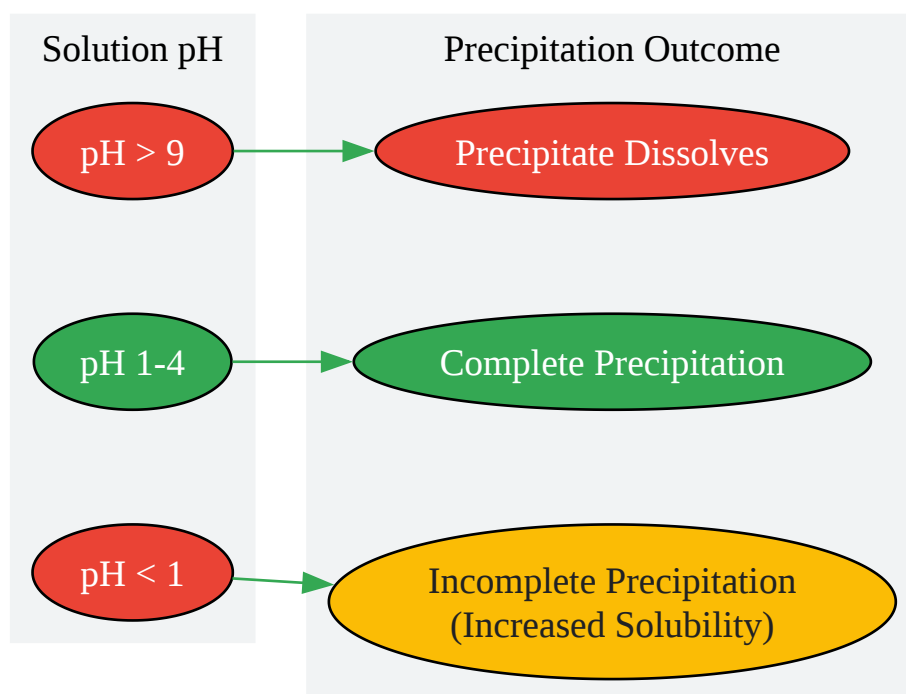 Solution pH
Precipitation Outcome
pH > 9
Precipitate Dissolves
pH 1-4
Complete Precipitation
pH < 1
Incomplete Precipitation
(Increased Solubility)